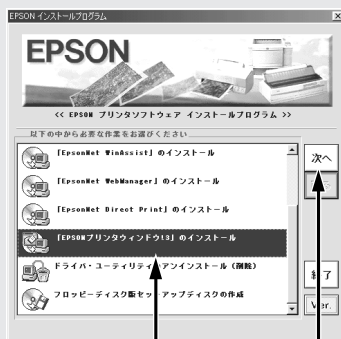 EPSON インストールプログラム
EPSON
<< EPSON プリンタソフトウェア インストールプログラム >>
以下の中から必要な作業をお選びください
「EpsonNet WinAssist」のインストール
次へ
「EpsonNet WebManager」のインストール
「EpsonNet Direct Print」のインストール
「EPSONプリンタウィンドウ!3」のインストール
ドライバ・ユーティリティ アンインストール (削除)
終了
フロッピーディスク版セットアップディスクの作成
Ver.